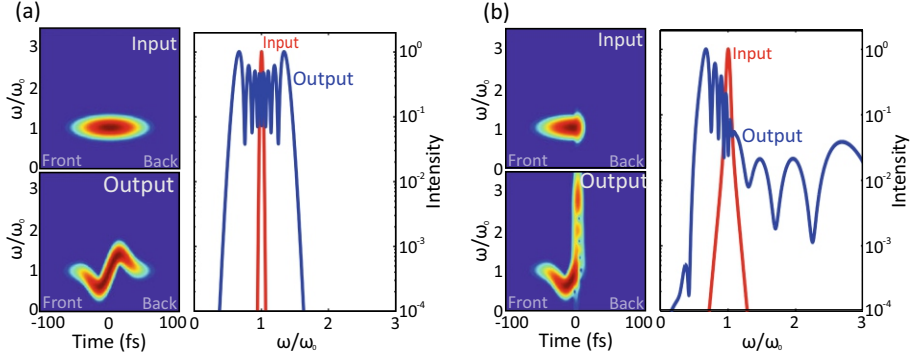 (a)
3
2
1
0
ω/ω₀
Input
Front Back
3
2
1
0
ω/ω₀
Output
Front Back
-100 0 100
Time (fs)
Input
Output
10⁰
10⁻¹
10⁻²
10⁻³
10⁻⁴
Intensity
0 1 2 3
ω/ω₀
(b)
3
2
1
0
ω/ω₀
Input
Front Back
3
2
1
0
ω/ω₀
Output
Front Back
-100 0 100
Time (fs)
Input
Output
10⁰
10⁻¹
10⁻²
10⁻³
10⁻⁴
Intensity
0 1 2 3
ω/ω₀